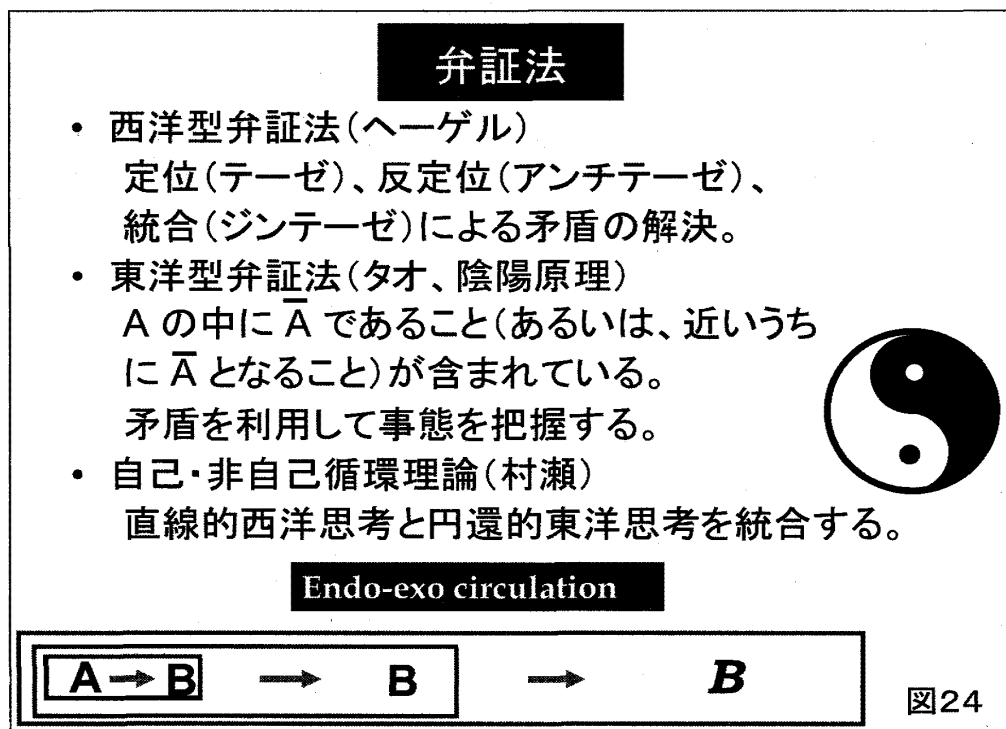 弁証法
• 西洋型弁証法(ヘーゲル)
定位(テーゼ)、反定位(アンチテーゼ)、
統合(ジンテーゼ)による矛盾の解決。
• 東洋型弁証法(タオ、陰陽原理)
A の中に A̅ であること(あるいは、近いうち
に A̅ となること)が含まれている。
矛盾を利用して事態を把握する。
• 自己・非自己循環理論(村瀬)
直線的西洋思考と円還的東洋思考を統合する。
Endo-exo circulation
A → B → B → B
図24